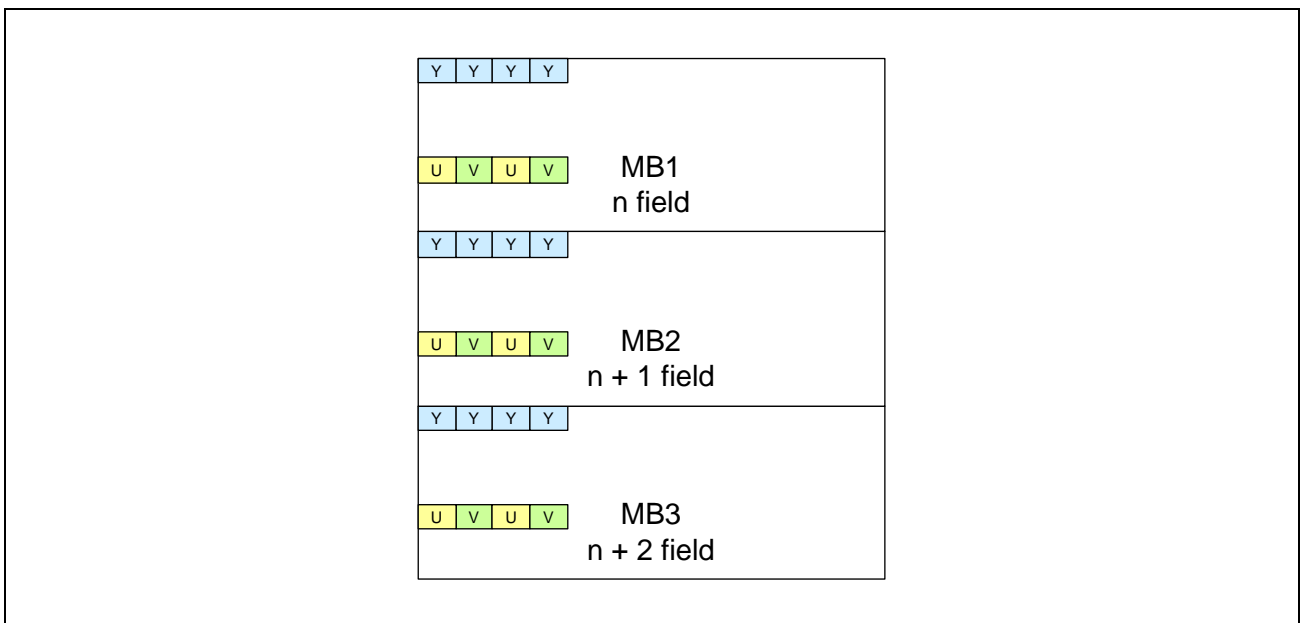 Y Y Y Y
U V U V MB1
n field
Y Y Y Y
U V U V MB2
n + 1 field
Y Y Y Y
U V U V MB3
n + 2 field